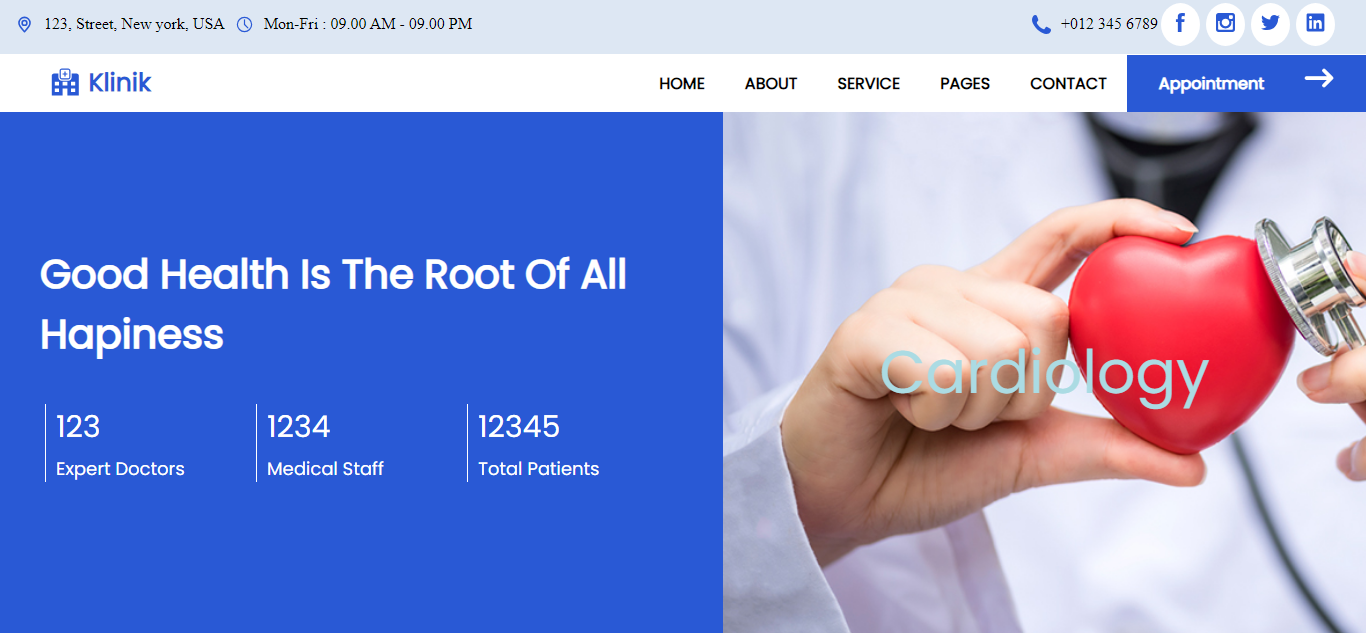 123, Street, New york, USA Mon-Fri : 09.00 AM - 09.00 PM +012 345 6789
Klinik HOME ABOUT SERVICE PAGES CONTACT Appointment
Good Health Is The Root Of All
Hapiness
123 1234 12345
Expert Doctors Medical Staff Total Patients
Cardiology